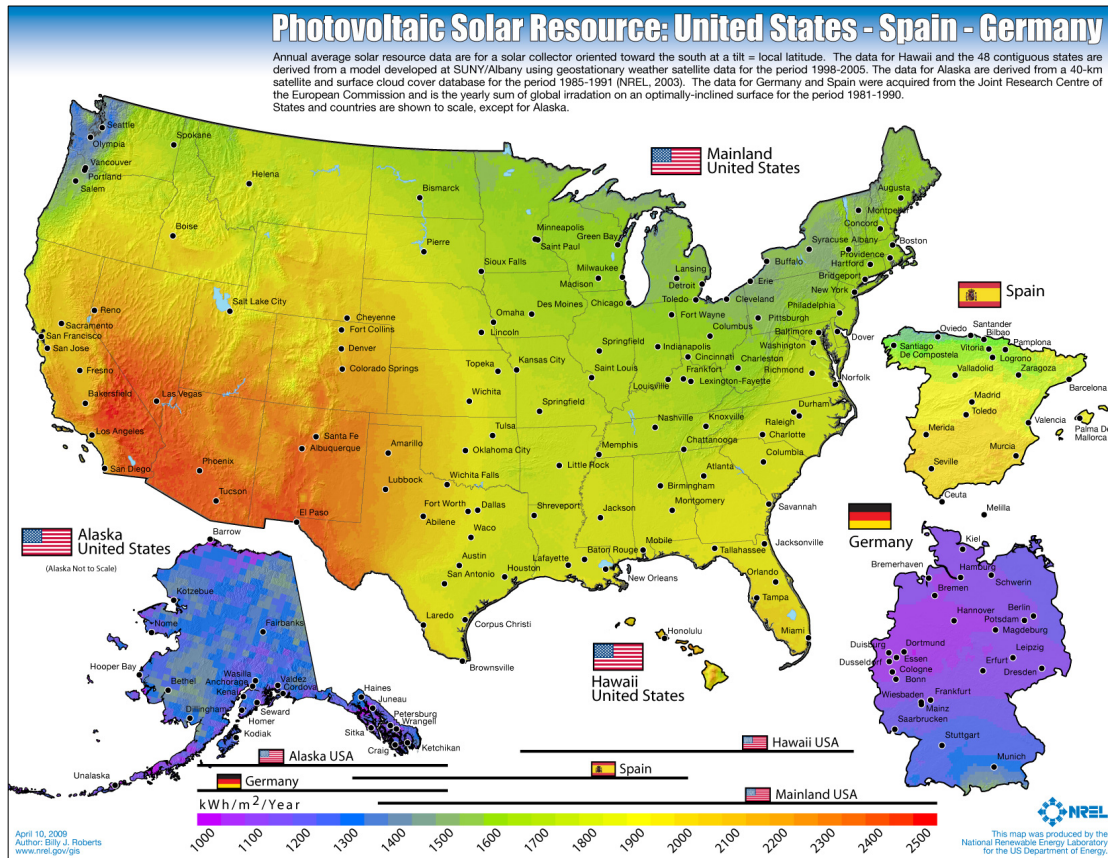 Photovoltaic Solar Resource: United States - Spain - Germany
Annual average solar resource data are for a solar collector oriented toward the south at a tilt = local latitude. The data for Hawaii and the 48 contiguous states are
derived from a model developed at SUNY/Albany using geostationary weather satellite data for the period 1998-2005. The data for Alaska are derived from a 40-km
satellite and surface cloud cover database for the period 1985-1991 (NREL, 2003). The data for Germany and Spain were acquired from the Joint Research Centre of
the European Commission and is the yearly sum of global irradiation on an optimally-inclined surface for the period 1981-1990.
States and countries are shown to scale, except for Alaska.
Mainland
United States
Seattle
Olympia
Spokane
Vancouver
Portland
Salem
Helena
Bismarck
Boise
Pierre
Minneapolis
Saint Paul
Green Bay
Sioux Falls
Milwaukee
Madison
Lansing
Detroit
Augusta
Montpelier
Concord
Syracuse
Albany
Boston
Providence
Hartford
Buffalo
Bridgeport
Erie
New York
Reno
Salt Lake City
Cheyenne
Fort Collins
Omaha
Des Moines
Chicago
Toledo
Cleveland
Philadelphia
Sacramento
San Francisco
San Jose
Denver
Lincoln
Fort Wayne
Pittsburgh
Columbus
Baltimore
Washington
Dover
Springfield
Indianapolis
Cincinnati
Charleston
Colorado Springs
Topeka
Kansas City
Saint Louis
Frankfort
Louisville
Lexington-Fayette
Richmond
Norfolk
Fresno
Bakersfield
Las Vegas
Wichita
Springfield
Nashville
Knoxville
Durham
Raleigh
Los Angeles
Santa Fe
Albuquerque
Amarillo
Tulsa
Oklahoma City
Memphis
Chattanooga
Charlotte
San Diego
Phoenix
Lubbock
Wichita Falls
Little Rock
Atlanta
Columbia
Birmingham
Tucson
El Paso
Fort Worth
Dallas
Abilene
Waco
Shreveport
Jackson
Montgomery
Savannah
Austin
San Antonio
Houston
Lafayette
Baton Rouge
Mobile
Tallahassee
Jacksonville
New Orleans
Orlando
Tampa
Laredo
Corpus Christi
Miami
Brownsville
Spain
Oviedo
Santander
Bilbao
Santiago
De Compostela
Vitoria
Pamplona
Logrono
Valladolid
Zaragoza
Barcelona
Madrid
Toledo
Valencia
Palma De
Mallorca
Merida
Murcia
Seville
Ceuta
Melilla
Alaska
United States
(Alaska Not to Scale)
Barrow
Kotzebue
Nome
Fairbanks
Hooper Bay
Bethel
Wasilla
Anchorage
Valdez
Kenai
Cordova
Dillingham
Seward
Homer
Kodiak
Unalaska
Haines
Juneau
Petersburg
Wrangell
Sitka
Craig
Ketchikan
Hawaii
United States
Honolulu
Germany
Kiel
Bremerhaven
Hamburg
Schwerin
Bremen
Hannover
Berlin
Potsdam
Magdeburg
Duisburg
Dortmund
Dusseldorf
Essen
Cologne
Bonn
Leipzig
Erfurt
Dresden
Wiesbaden
Frankfurt
Mainz
Saarbrucken
Stuttgart
Munich
Alaska USA
Hawaii USA
Germany
Spain
Mainland USA
kWh/m2/Year
1000 1100 1200 1300 1400 1500 1600 1700 1800 1900 2000 2100 2200 2300 2400 2500
April 10, 2009
Author: Billy J. Roberts
www.nrel.gov/gis
NREL
This map was produced by the
National Renewable Energy Laboratory
for the US Department of Energy.